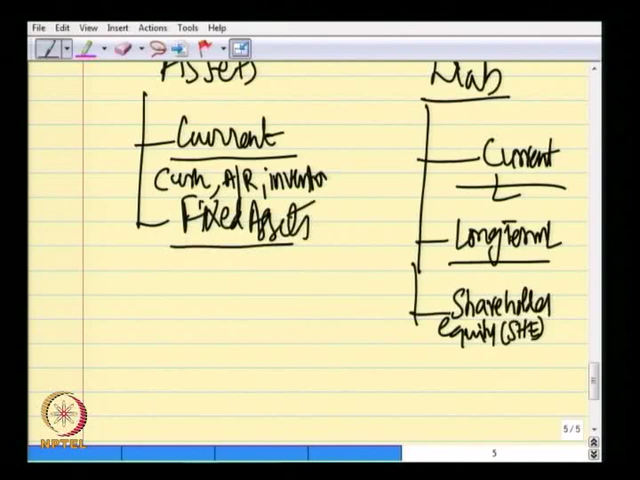 File Edit View Insert Actions Tools Help
Assets
Current
Cash, A/R, inventor
Fixed Assets
Liab
Current
L
Long Term L
Shareholder
equity (SHE)
NPTEL
5/5
5